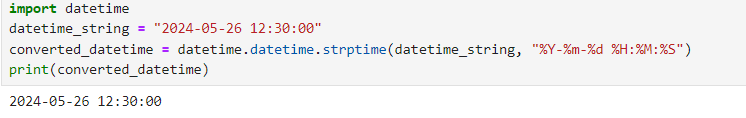 import datetime
datetime_string = "2024-05-26 12:30:00"
converted_datetime = datetime.datetime.strptime(datetime_string, "%Y-%m-%d %H:%M:%S")
print(converted_datetime)
2024-05-26 12:30:00